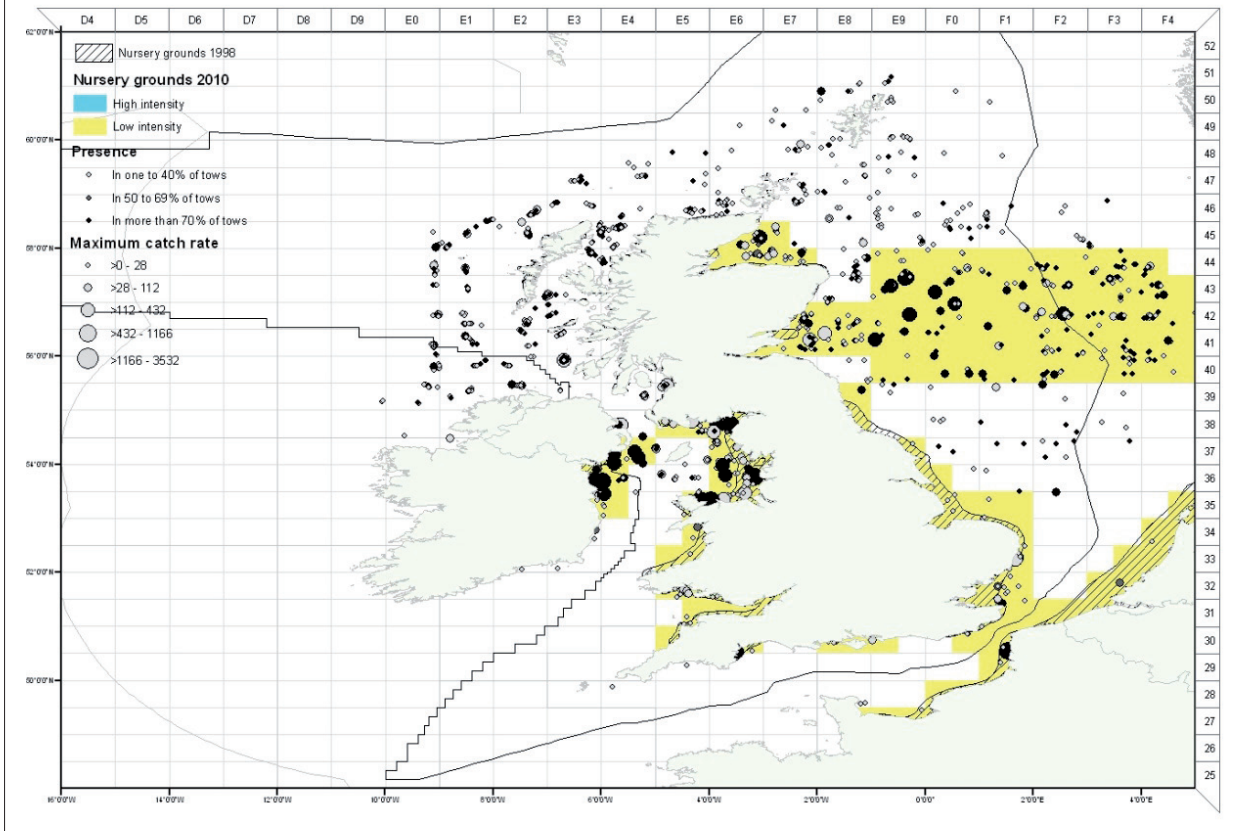 D4 D5 D6 D7 D8 D9 E0 E1 E2 E3 E4 E5 E6 E7 E8 E9 F0 F1 F2 F3 F4
Nursery grounds 1998
Nursery grounds 2010
High intensity
Low intensity
Presence
In one to 40% of tows
In 50 to 69% of tows
In more than 70% of tows
Maximum catch rate
>0 - 28
>28 - 112
>112 - 432
>432 - 1166
>1166 - 3532
62°0'0"N
60°0'0"N
58°0'0"N
56°0'0"N
54°0'0"N
52°0'0"N
50°0'0"N
52
51
50
49
48
47
46
45
44
43
42
41
40
39
38
37
36
35
34
33
32
31
30
29
28
27
26
25
16°0'0"W 14°0'0"W 12°0'0"W 10°0'0"W 8°0'0"W 6°0'0"W 4°0'0"W 2°0'0"W 0°0'0" 2°0'0"E 4°0'0"E